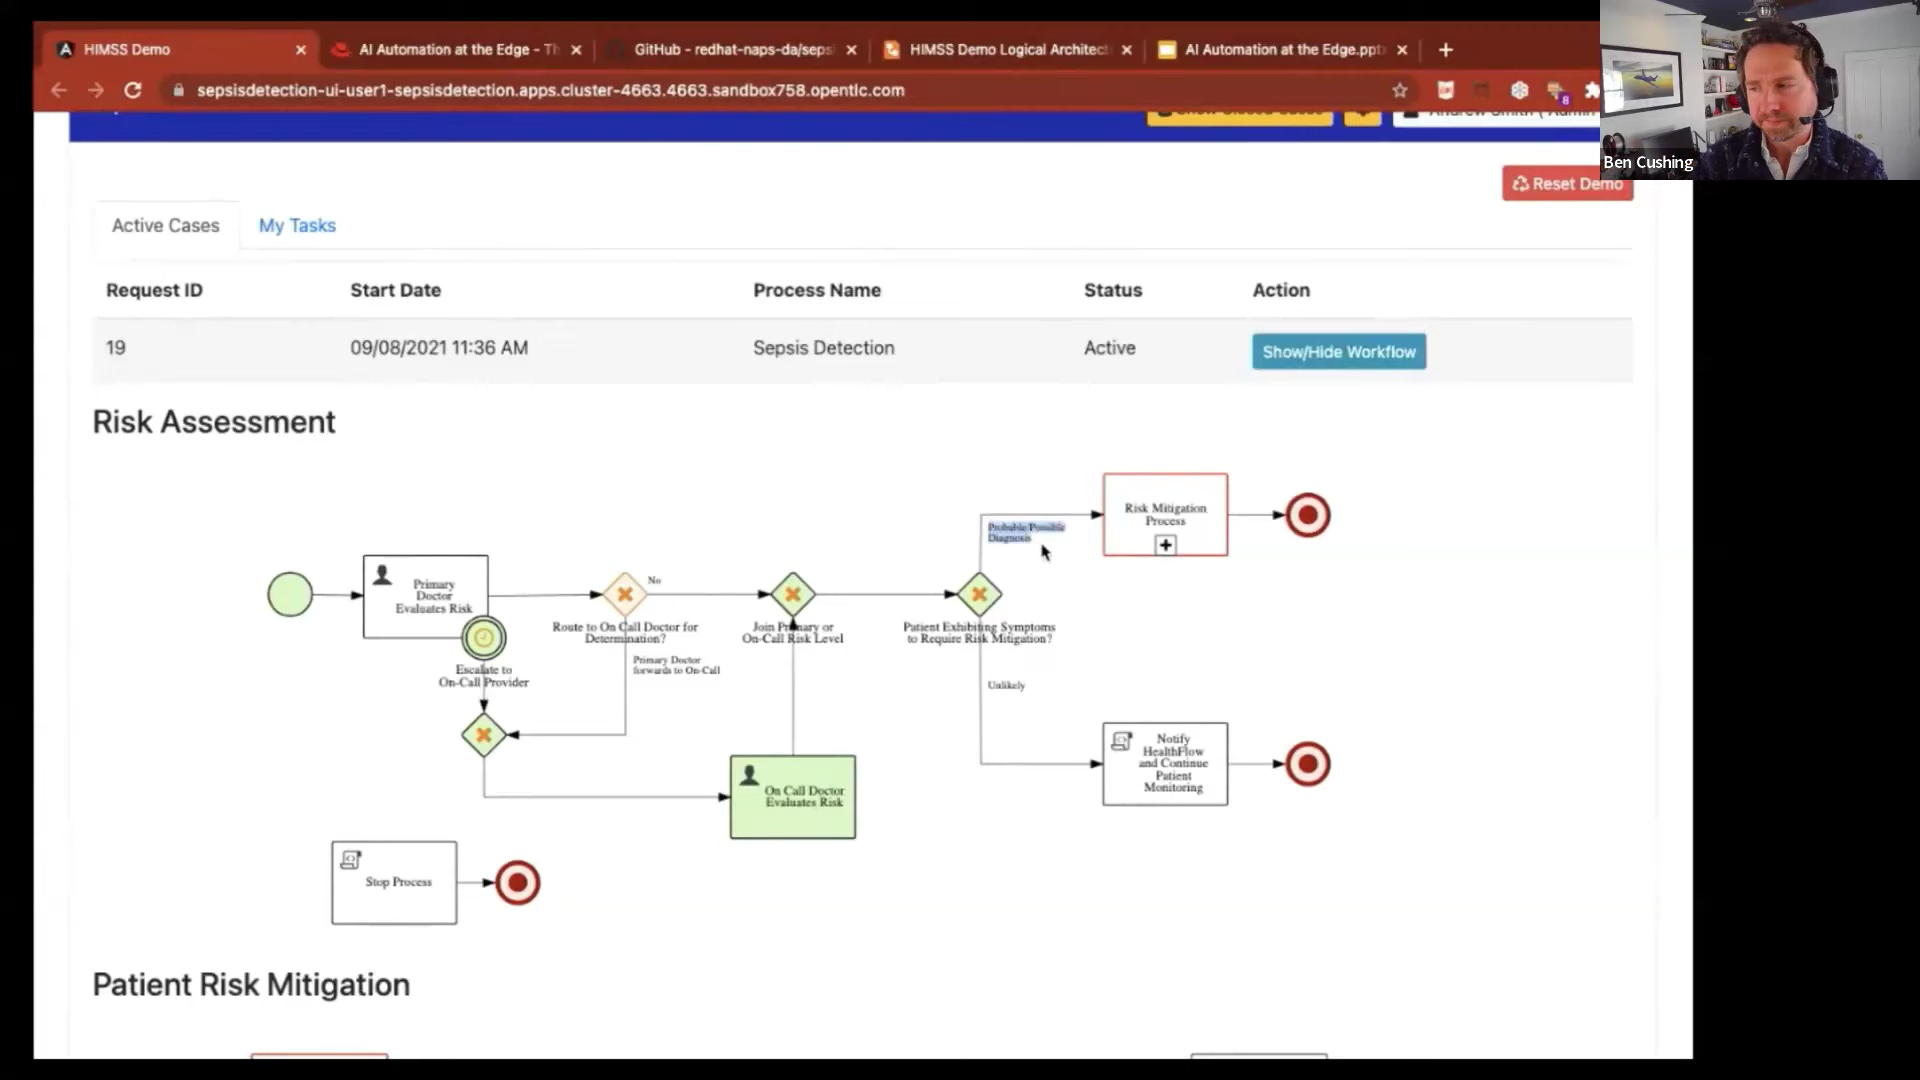 HIMSS Demo
AI Automation at the Edge - Th
GitHub - redhat-naps-da/seps
HIMSS Demo Logical Architect
AI Automation at the Edge.ppt
sepsisdetection-ui-user1-sepsisdetection.apps.cluster-4663.4663.sandbox758.opentlc.com
8
Ben Cushing
Reset Demo
Active Cases
My Tasks
Request ID
Start Date
Process Name
Status
Action
19
09/08/2021 11:36 AM
Sepsis Detection
Active
Show/Hide Workflow
Risk Assessment
Probable/Possible
Diagnosis
Risk Mitigation
Process
Primary
Doctor
Evaluates Risk
No
Route to On Call Doctor for
Determination?
Join Primary or
On-Call Risk Level
Patient Exhibiting Symptoms
to Require Risk Mitigation?
Escalate to
On-Call Provider
Primary Doctor
forwards to On-Call
Unlikely
Notify
HealthFlow
and Continue
Patient
Monitoring
On Call Doctor
Evaluates Risk
Stop Process
Patient Risk Mitigation